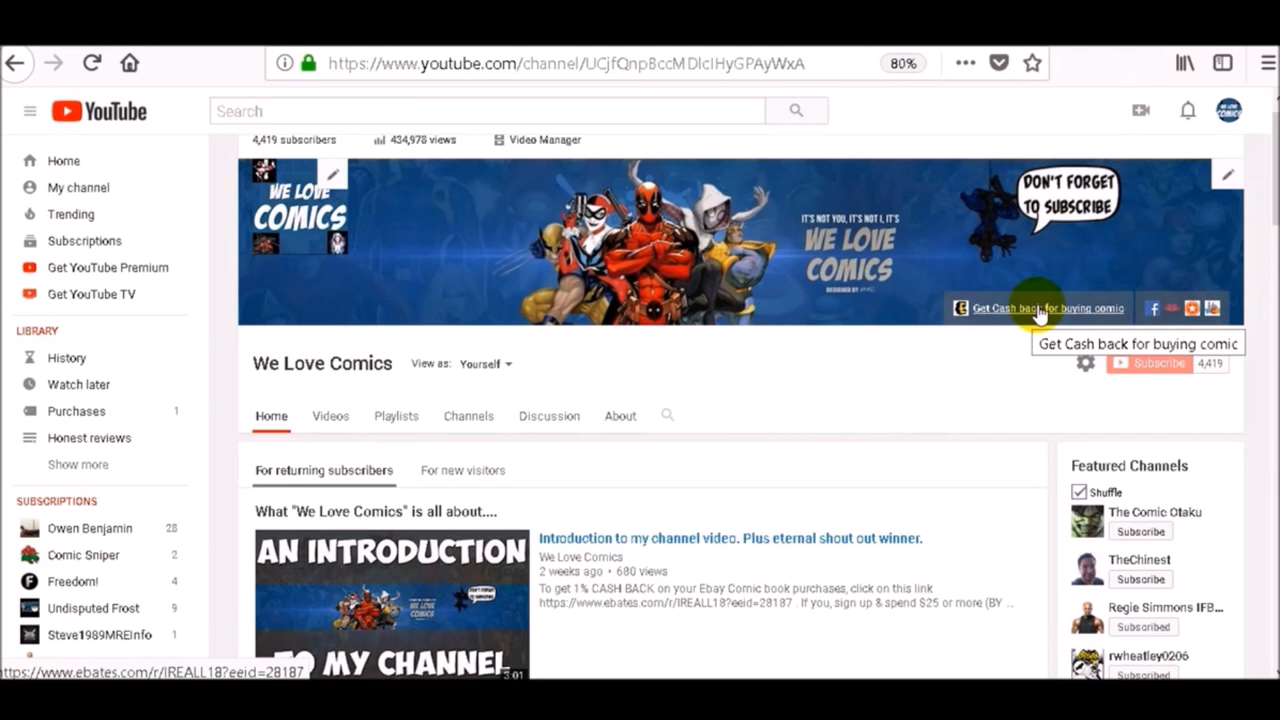 https://www.youtube.com/channel/UCjfQnpBccMDlcIHyGPAyWxA
80%
YouTube
Search
4,419 subscribers
434,978 views
Video Manager
Home
My channel
Trending
Subscriptions
Get YouTube Premium
Get YouTube TV
LIBRARY
History
Watch later
Purchases 1
Honest reviews
Show more
SUBSCRIPTIONS
Owen Benjamin 28
Comic Sniper 2
Freedom! 4
Undisputed Frost 9
Steve1989MREInfo 1
WE LOVE
COMICS
IT'S NOT YOU, IT'S NOT I, IT'S
WE LOVE
COMICS
DON'T FORGET
TO SUBSCRIBE
Get Cash back for buying comic
Get Cash back for buying comic
We Love Comics
View as: Yourself
Subscribe 4,419
Home Videos Playlists Channels Discussion About
For returning subscribers For new visitors
What "We Love Comics" is all about....
AN INTRODUCTION
TO MY CHANNEL
3:01
Introduction to my channel video. Plus eternal shout out winner.
We Love Comics
2 weeks ago • 680 views
To get 1% CASH BACK on your Ebay Comic book purchases, click on this link
https://www.ebates.com/r/IREALL18?eeid=28187 . If you, sign up & spend $25 or more (BY ...
Featured Channels
Shuffle
The Comic Otaku
Subscribe
TheChinest
Subscribe
Regie Simmons IFB...
Subscribed
rwheatley0206
Subscribed
https://www.ebates.com/r/IREALL18?eeid=28187